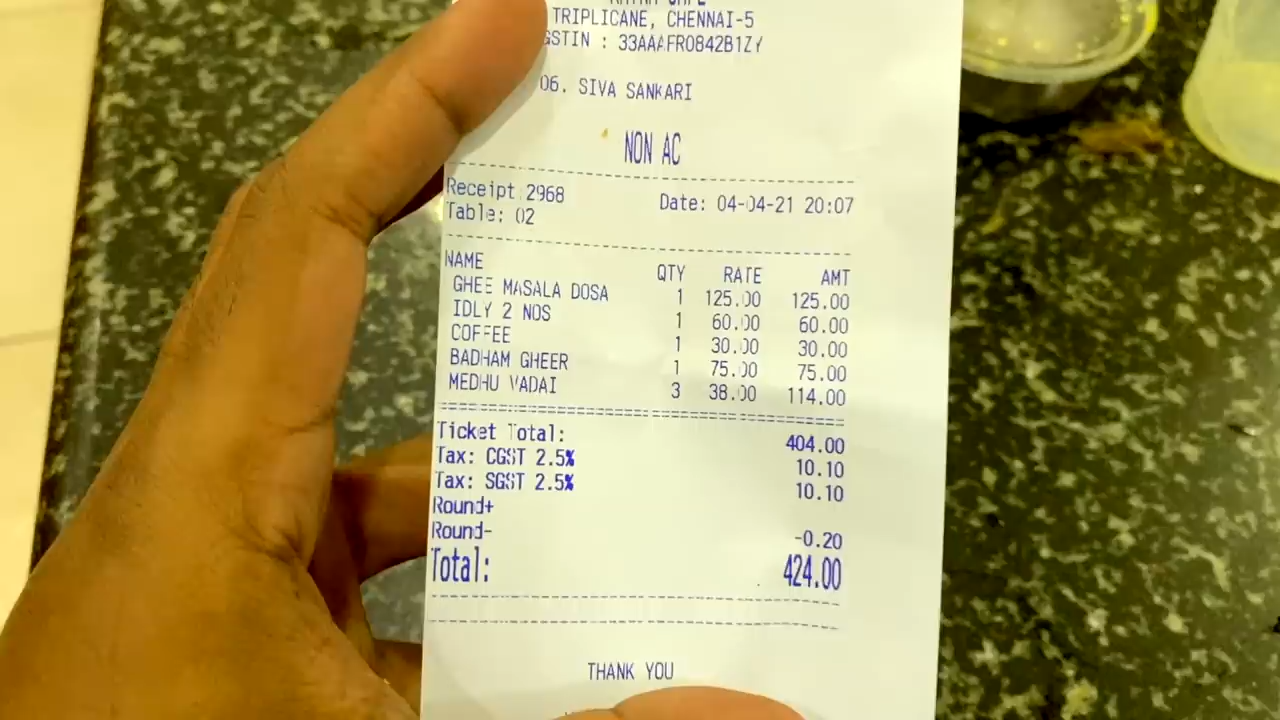 TRIPLICANE, CHENNAI-5
GSTIN : 33AAAFR0842B1ZY
06. SIVA SANKARI
NON AC
Receipt:2968 Date: 04-04-21 20:07
Table: 02
NAME QTY RATE AMT
GHEE MASALA DOSA 1 125.00 125.00
IDLY 2 NOS 1 60.00 60.00
COFFEE 1 30.00 30.00
BADHAM GHEER 1 75.00 75.00
MEDHU VADAI 3 38.00 114.00
Ticket Total: 404.00
Tax: CGST 2.5% 10.10
Tax: SGST 2.5% 10.10
Round+
Round- -0.20
Total: 424.00
THANK YOU